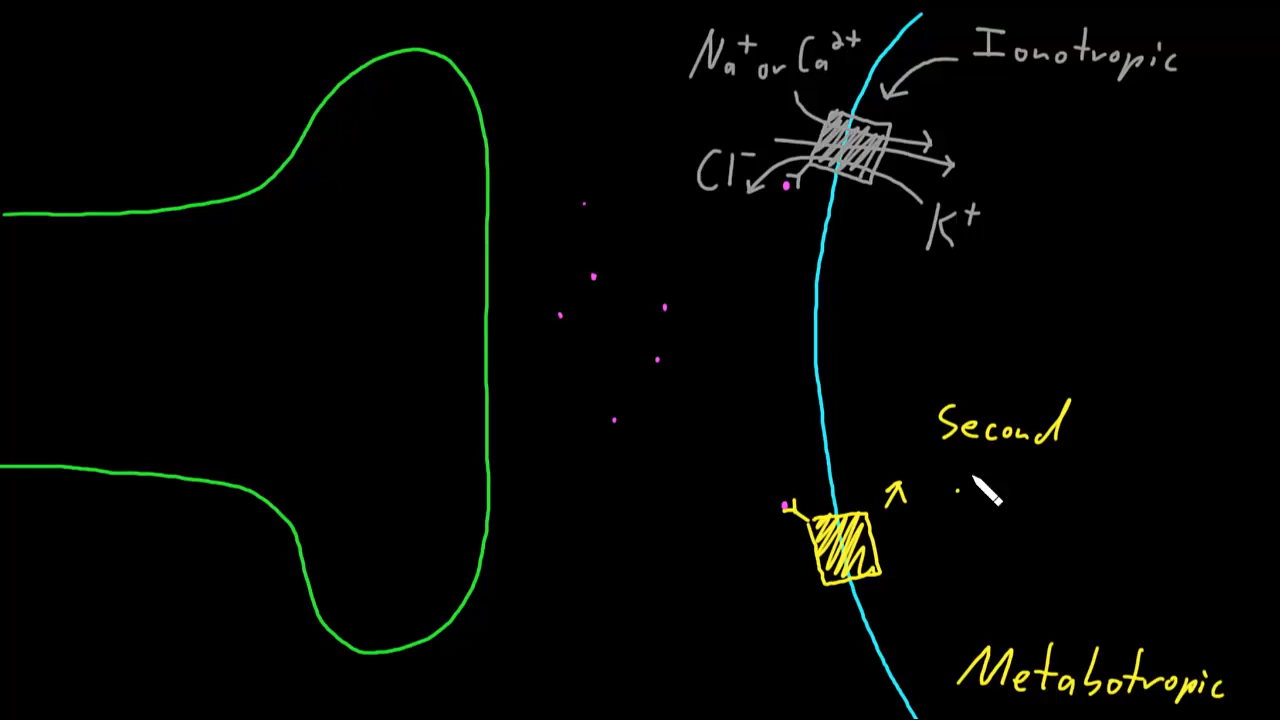 Na⁺ or Ca²⁺
Ionotropic
Cl⁻
K⁺
Second
Metabotropic